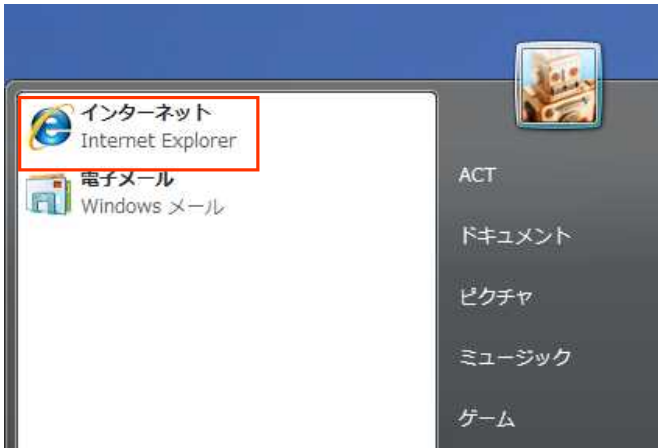 インターネット
Internet Explorer
電子メール
Windows メール
ACT
ドキュメント
ピクチャ
ミュージック
ゲーム